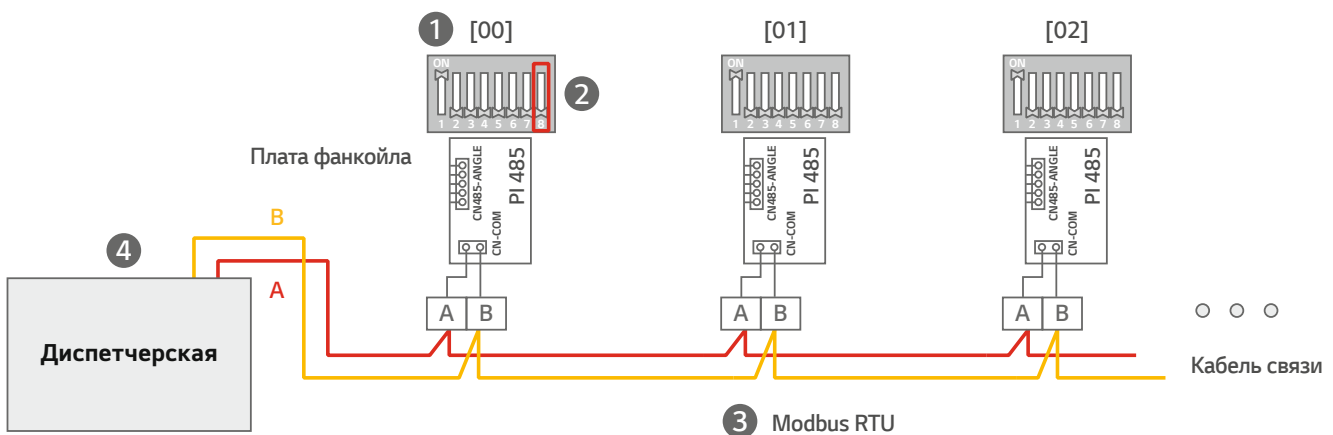 1 [00] [01] [02]
ON ON ON
1 2 3 4 5 6 7 8 1 2 3 4 5 6 7 8 1 2 3 4 5 6 7 8
2
Плата фанкойла
CN485-ANGLE PI 485 CN485-ANGLE PI 485 CN485-ANGLE PI 485
CN-COM CN-COM CN-COM
B
4
A
A B A B A B
Диспетчерская
Кабель связи
3 Modbus RTU